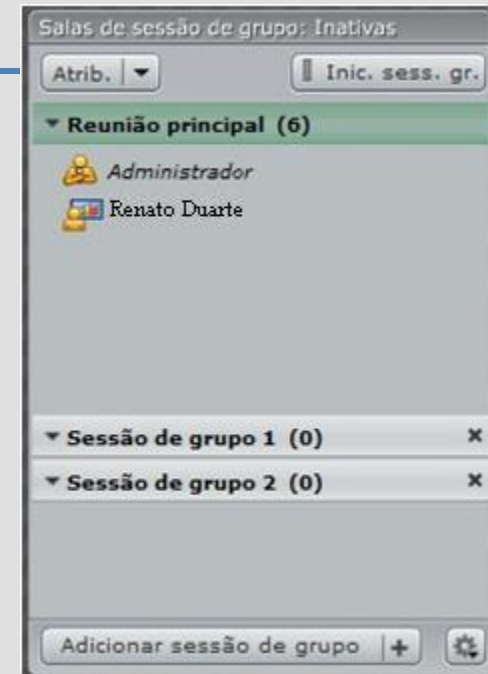 Salas de sessão de grupo: Inativas
Atrib. Inic. sess. gr.
Reunião principal (6)
Administrador
Renato Duarte
Sessão de grupo 1 (0)
Sessão de grupo 2 (0)
Adicionar sessão de grupo +